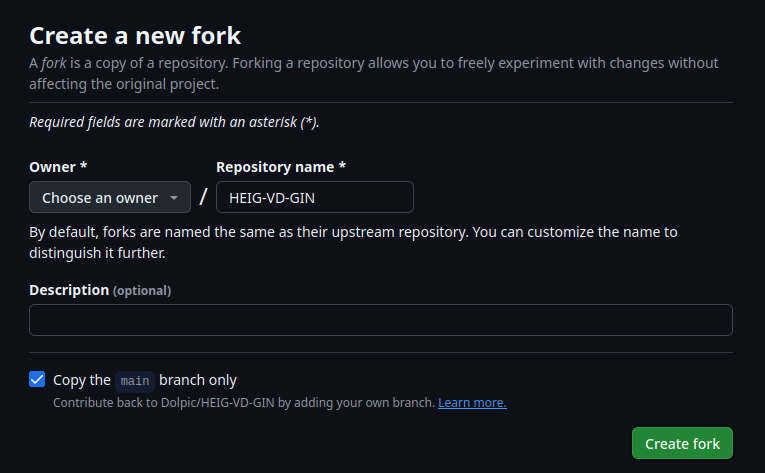 Create a new fork
A fork is a copy of a repository. Forking a repository allows you to freely experiment with changes without
affecting the original project.
Required fields are marked with an asterisk (*).
Owner * Repository name *
Choose an owner / HEIG-VD-GIN
By default, forks are named the same as their upstream repository. You can customize the name to
distinguish it further.
Description (optional)
Copy the main branch only
Contribute back to Dolpic/HEIG-VD-GIN by adding your own branch. Learn more.
Create fork